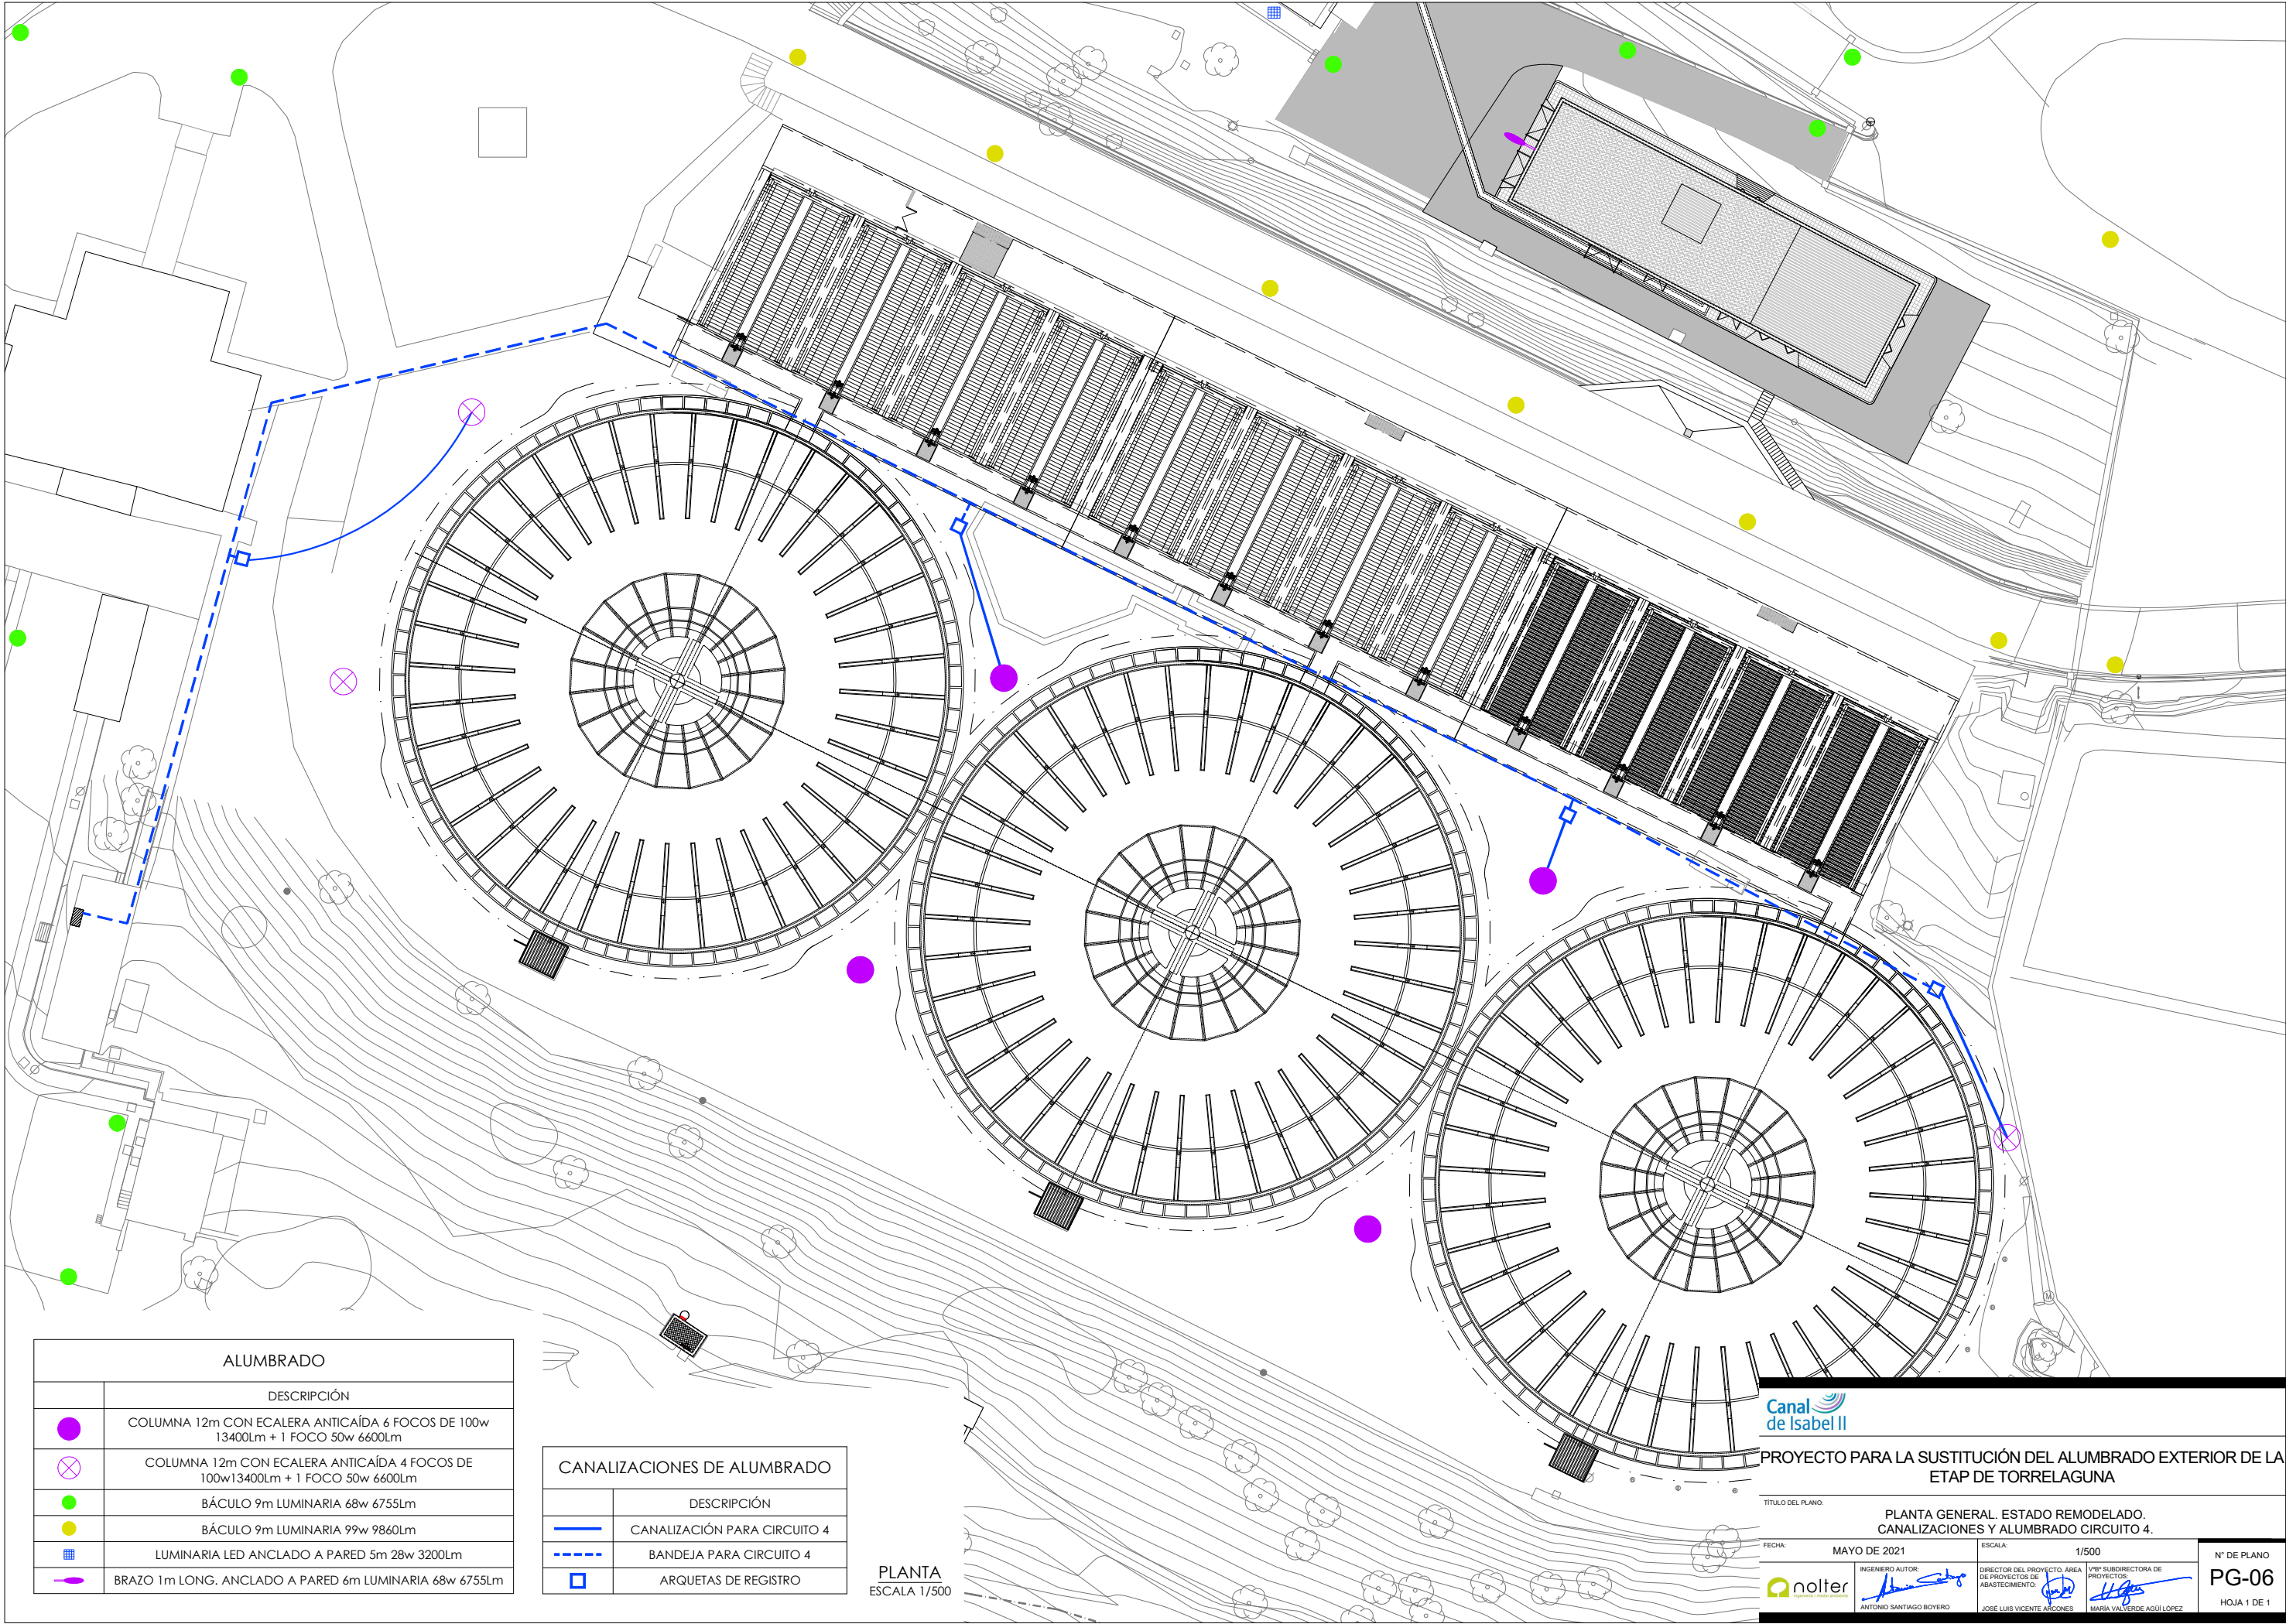 ALUMBRADO
DESCRIPCIÓN
COLUMNA 12m CON ECALERA ANTICAÍDA 6 FOCOS DE 100w
13400Lm + 1 FOCO 50w 6600Lm
COLUMNA 12m CON ECALERA ANTICAÍDA 4 FOCOS DE
100w13400Lm + 1 FOCO 50w 6600Lm
BÁCULO 9m LUMINARIA 68w 6755Lm
BÁCULO 9m LUMINARIA 99w 9860Lm
LUMINARIA LED ANCLADO A PARED 5m 28w 3200Lm
BRAZO 1m LONG. ANCLADO A PARED 6m LUMINARIA 68w 6755Lm
CANALIZACIONES DE ALUMBRADO
DESCRIPCIÓN
CANALIZACIÓN PARA CIRCUITO 4
BANDEJA PARA CIRCUITO 4
ARQUETAS DE REGISTRO
PLANTA
ESCALA 1/500
M
Canal
de Isabel II
PROYECTO PARA LA SUSTITUCIÓN DEL ALUMBRADO EXTERIOR DE LA
ETAP DE TORRELAGUNA
TÍTULO DEL PLANO:
PLANTA GENERAL. ESTADO REMODELADO.
CANALIZACIONES Y ALUMBRADO CIRCUITO 4.
FECHA:
MAYO DE 2021
ESCALA:
1/500
Nº DE PLANO
PG-06
HOJA 1 DE 1
nolter
INGENIERO AUTOR:
ANTONIO SANTIAGO BOYERO
DIRECTOR DEL PROYECTO. ÁREA
DE PROYECTOS DE
ABASTECIMIENTO:
JOSÉ LUIS VICENTE ARCONES
VºBº SUBDIRECTORA DE
PROYECTOS:
MARÍA VALVERDE AGÜI LÓPEZ